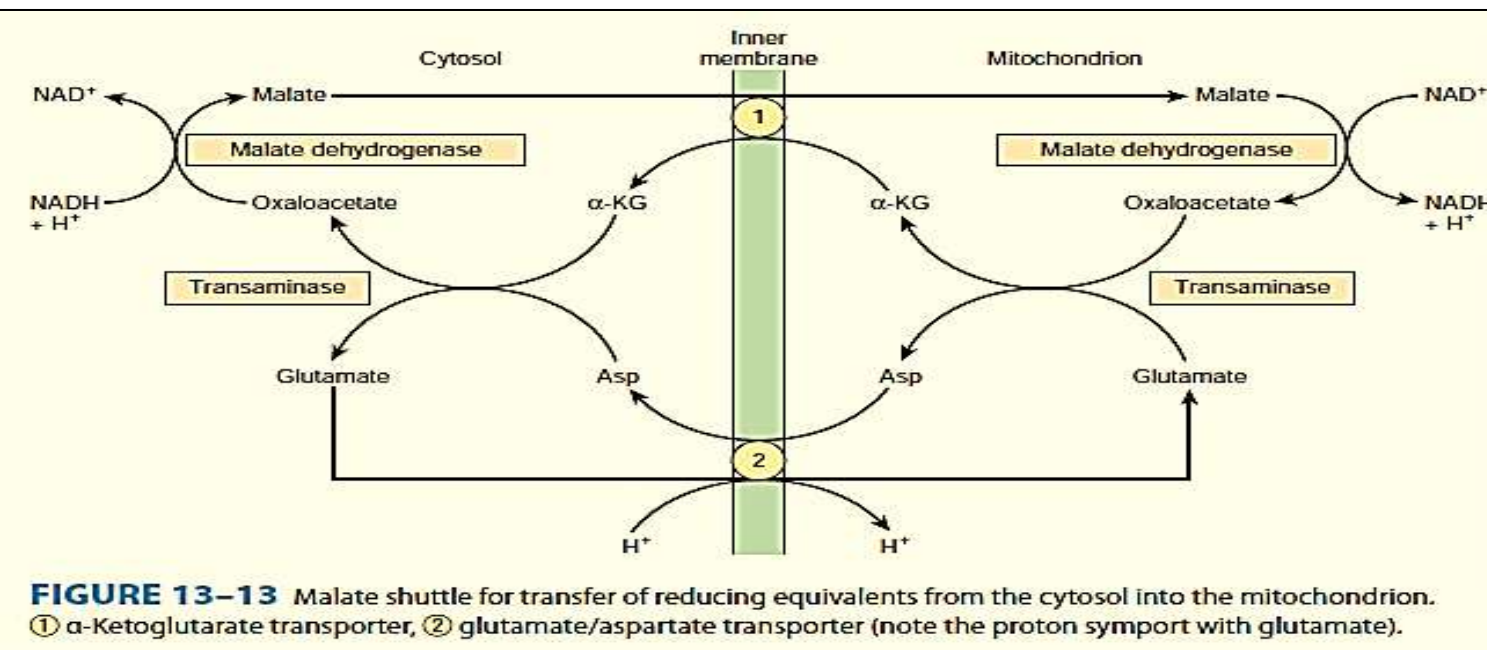 Inner
Cytosol membrane Mitochondrion
NAD⁺ Malate Malate NAD⁺
1
Malate dehydrogenase Malate dehydrogenase
NADH Oxaloacetate α-KG α-KG Oxaloacetate NADH
+ H⁺ + H⁺
Transaminase Transaminase
Glutamate Asp Asp Glutamate
2
H⁺ H⁺
FIGURE 13–13 Malate shuttle for transfer of reducing equivalents from the cytosol into the mitochondrion.
① α-Ketoglutarate transporter, ② glutamate/aspartate transporter (note the proton symport with glutamate).